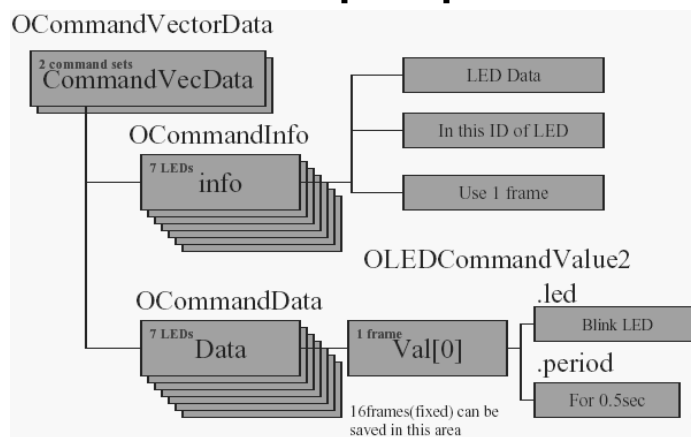 OCommandVectorData
2 command sets
CommandVecData
LED Data
OCommandInfo
In this ID of LED
7 LEDs
info
Use 1 frame
OLEDCommandValue2
.led
OCommandData
Blink LED
7 LEDs
Data
1 frame
Val[0]
.period
For 0.5sec
16frames(fixed) can be
saved in this area